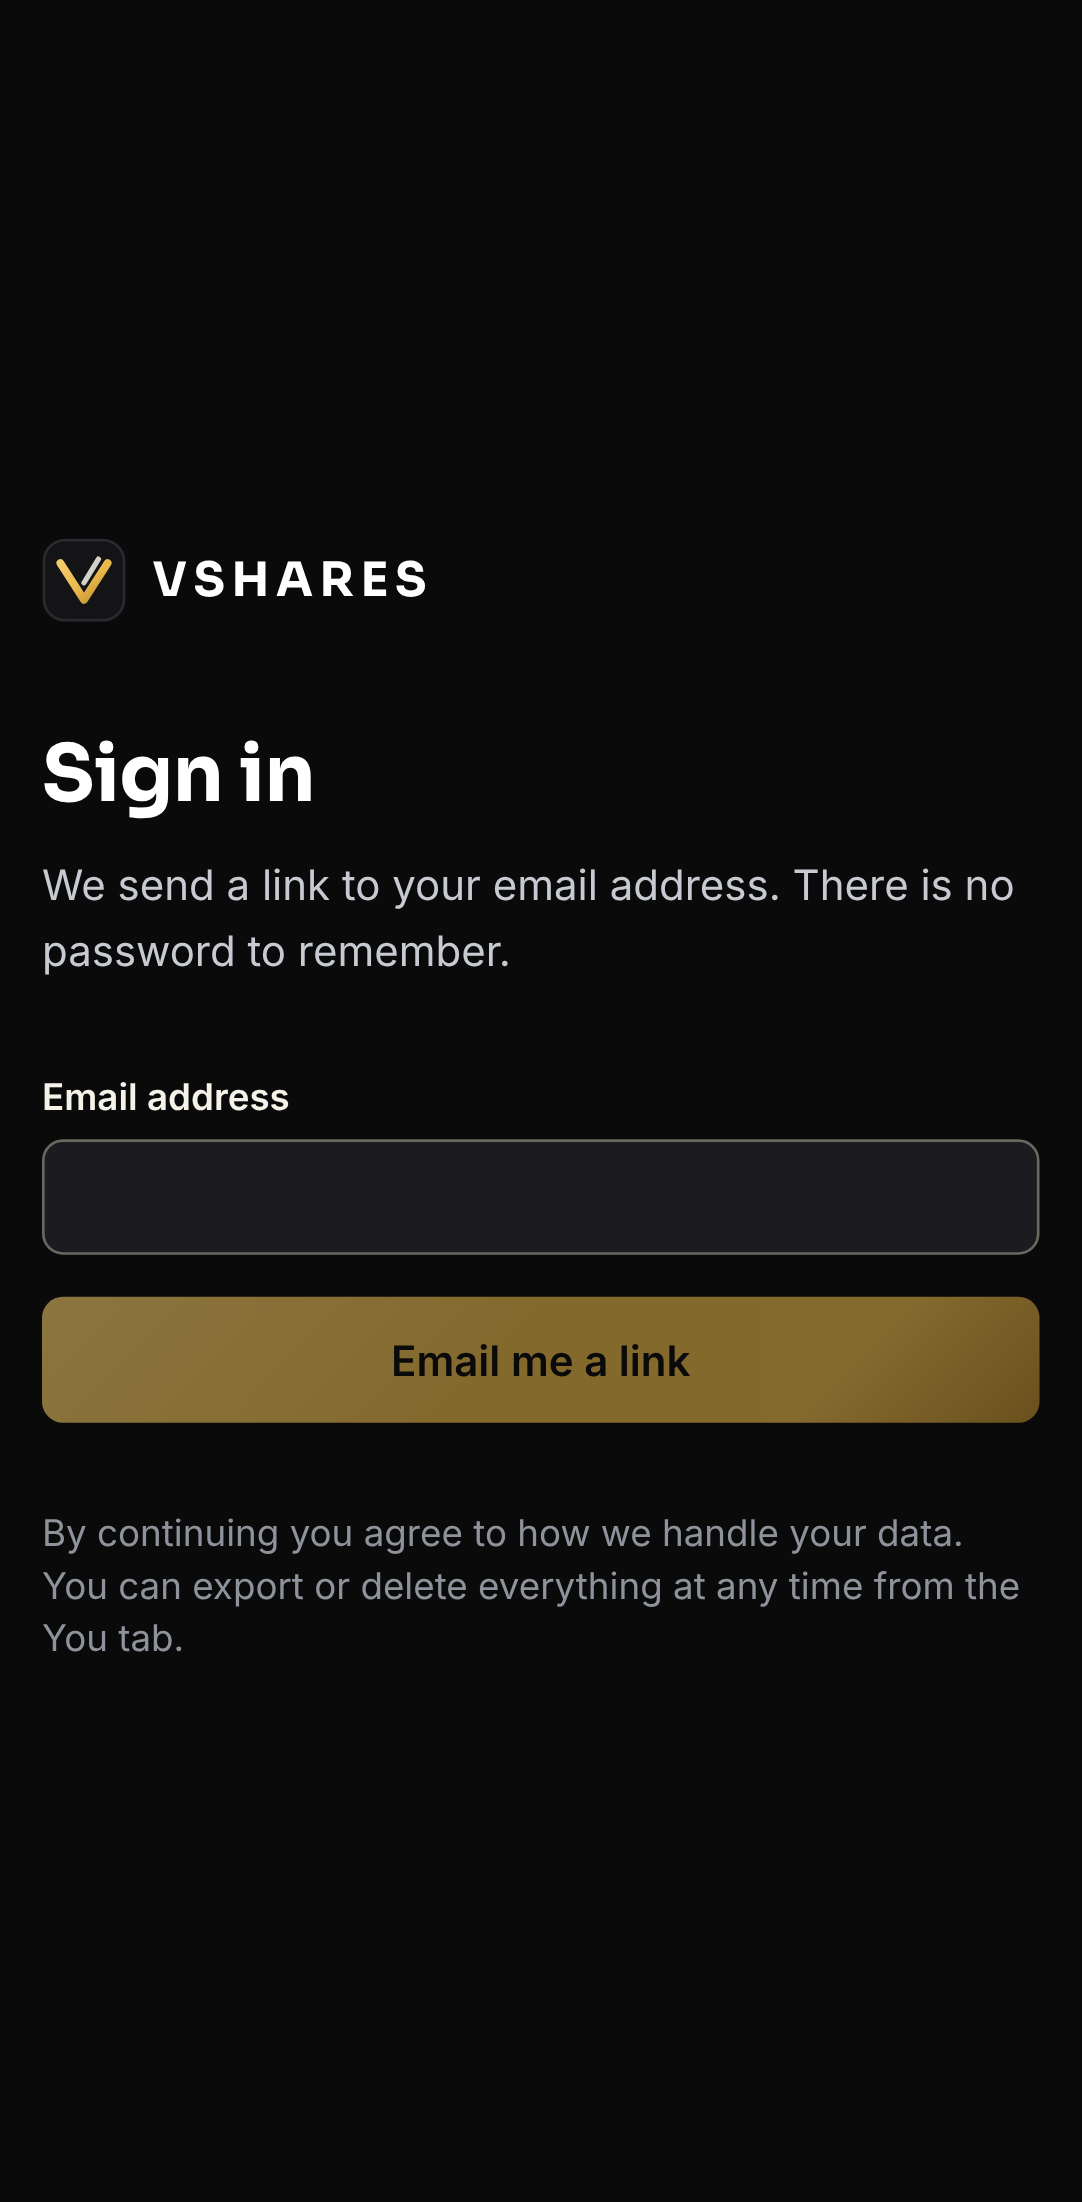 VSHARES
Sign in
We send a link to your email address. There is no
password to remember.
Email address
Email me a link
By continuing you agree to how we handle your data.
You can export or delete everything at any time from the
You tab.